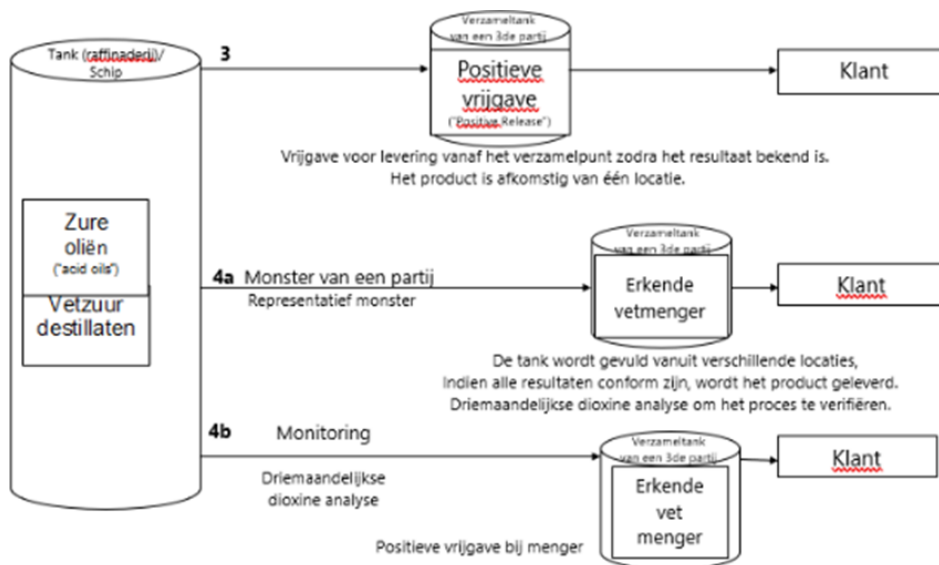 Tank (raffinaderij)/
Schip
Zure
oliën
("acid oils")
Vetzuur
destillaten
3
Verzameltank
van een 3de partij
Positieve
vrijgave
("Positive Release")
Klant
Vrijgave voor levering vanaf het verzamelpunt zodra het resultaat bekend is.
Het product is afkomstig van één locatie.
4a Monster van een partij
Representatief monster
Verzameltank
van een 3de partij
Erkende
vetmenger
Klant
De tank wordt gevuld vanuit verschillende locaties,
Indien alle resultaten conform zijn, wordt het product geleverd.
Driemaandelijkse dioxine analyse om het proces te verifiëren.
4b Monitoring
Driemaandelijkse
dioxine analyse
Verzameltank
van een 3de partij
Erkende
vet
menger
Klant
Positieve vrijgave bij menger